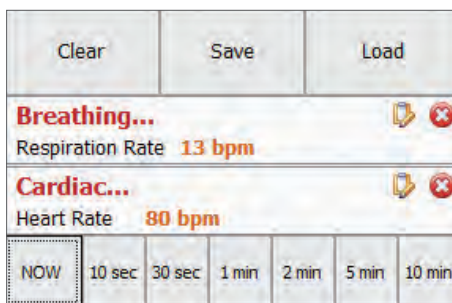 Clear Save Load
Breathing...
Respiration Rate 13 bpm
Cardiac...
Heart Rate 80 bpm
NOW 10 sec 30 sec 1 min 2 min 5 min 10 min